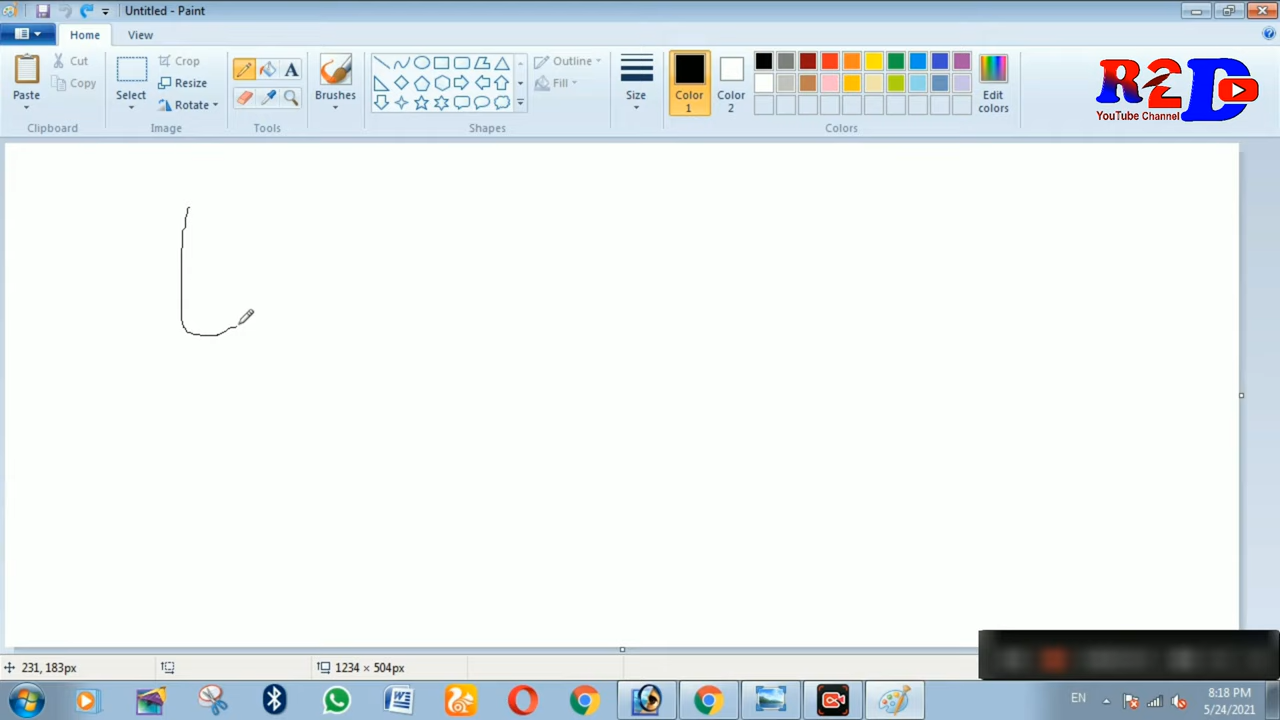 Untitled - Paint
Home View
Paste
Cut
Copy
Clipboard
Select
Crop
Resize
Rotate
Image
A
Tools
Brushes
Outline
Fill
Shapes
Size
Color 1
Color 2
Edit colors
Colors
R2D
YouTube Channel
231, 183px
1234 × 504px
EN
8:18 PM
5/24/2021